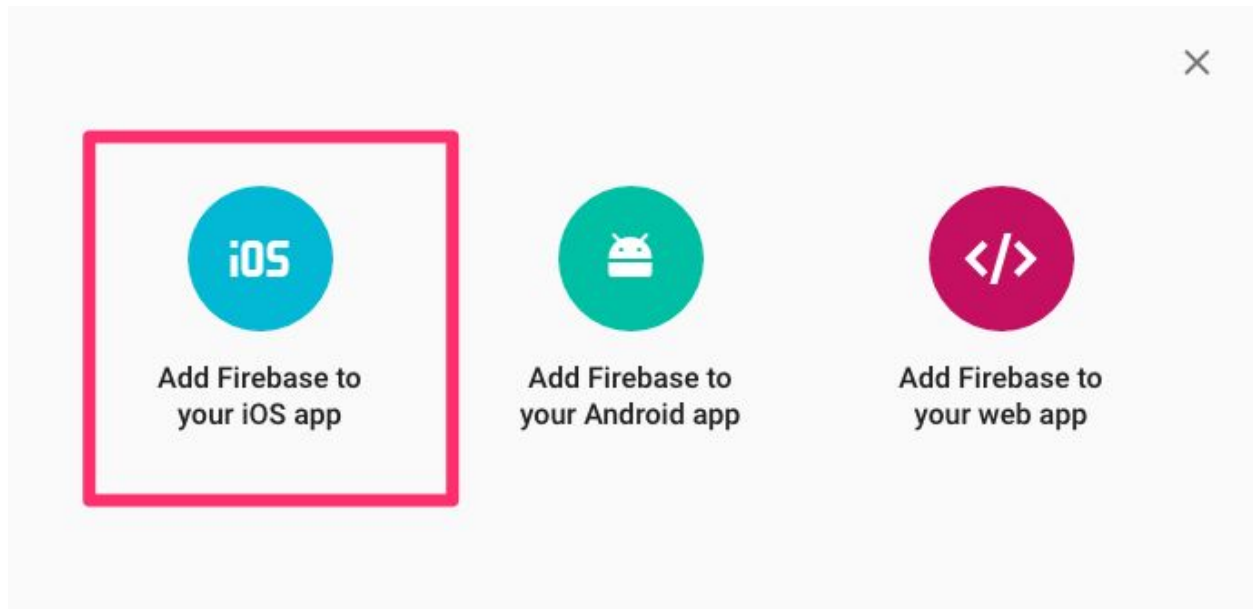 iOS
</>
Add Firebase to
your iOS app
Add Firebase to
your Android app
Add Firebase to
your web app